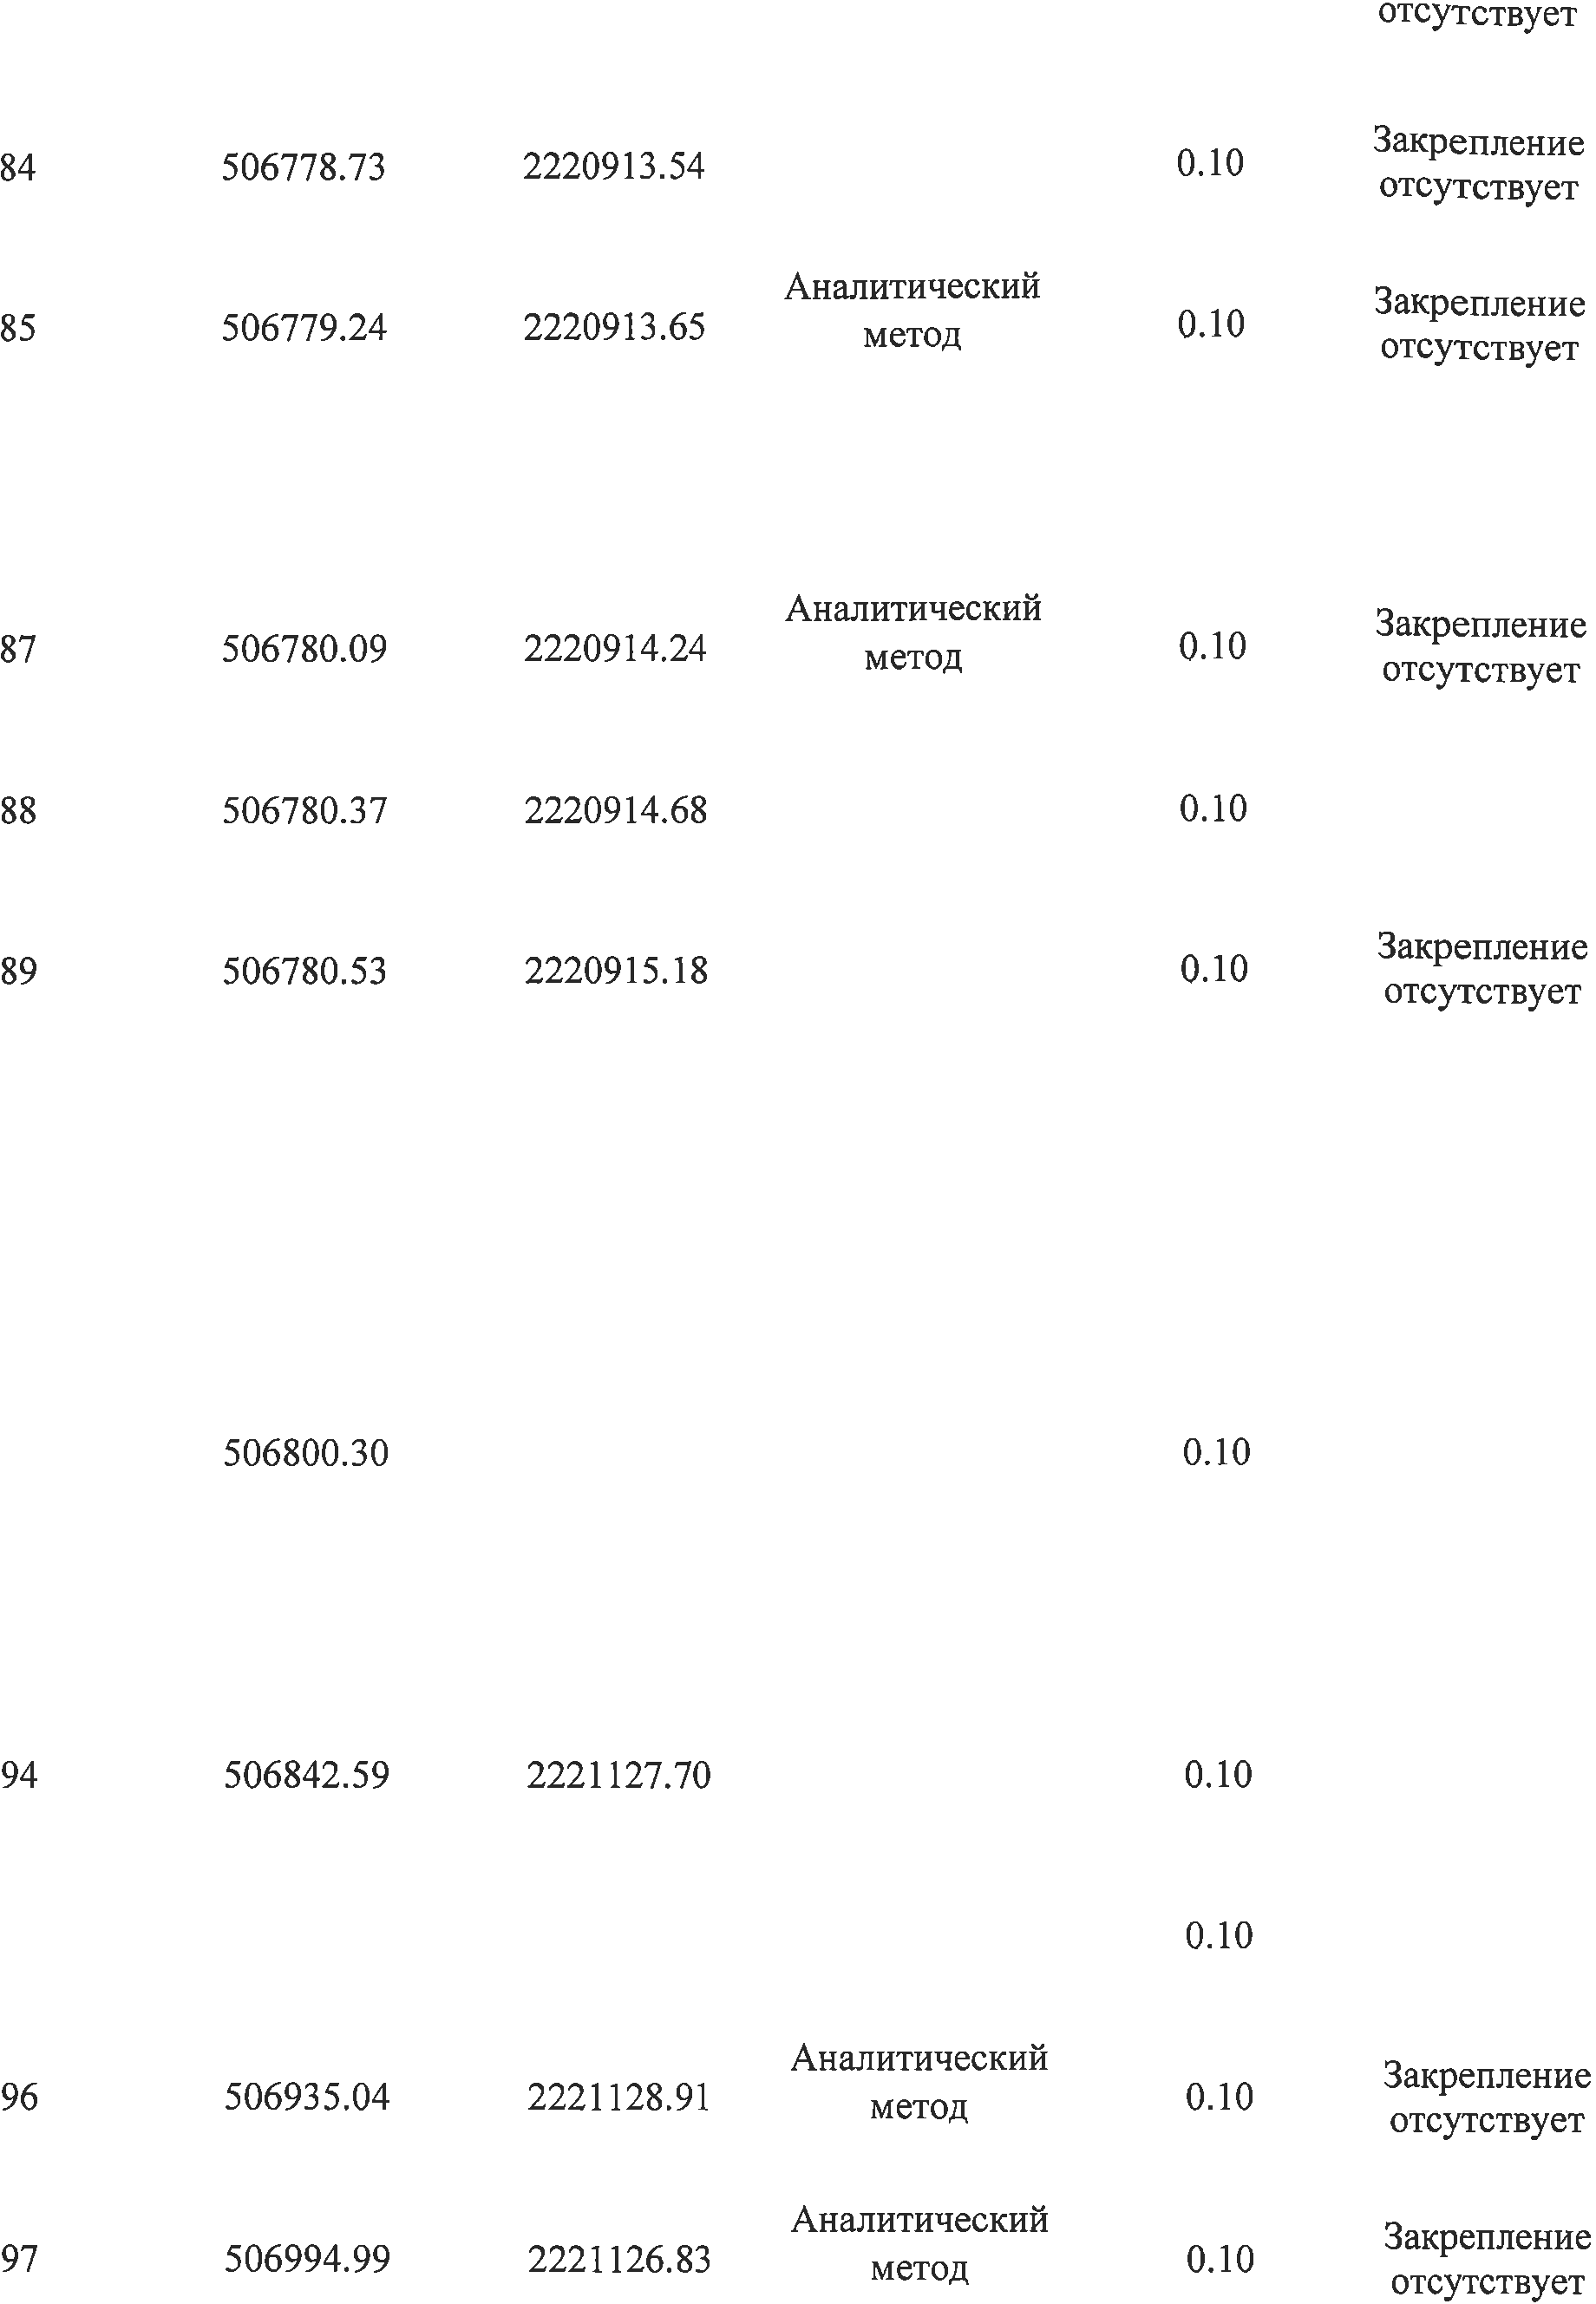 отсутствует
84 506778.73 2220913.54 0.10 Закрепление
отсутствует
85 506779.24 2220913.65 Аналитический
метод 0.10 Закрепление
отсутствует
87 506780.09 2220914.24 Аналитический
метод 0.10 Закрепление
отсутствует
88 506780.37 2220914.68 0.10
89 506780.53 2220915.18 0.10 Закрепление
отсутствует
506800.30 0.10
94 506842.59 2221127.70 0.10
0.10
96 506935.04 2221128.91 Аналитический
метод 0.10 Закрепление
отсутствует
97 506994.99 2221126.83 Аналитический
метод 0.10 Закрепление
отсутствует